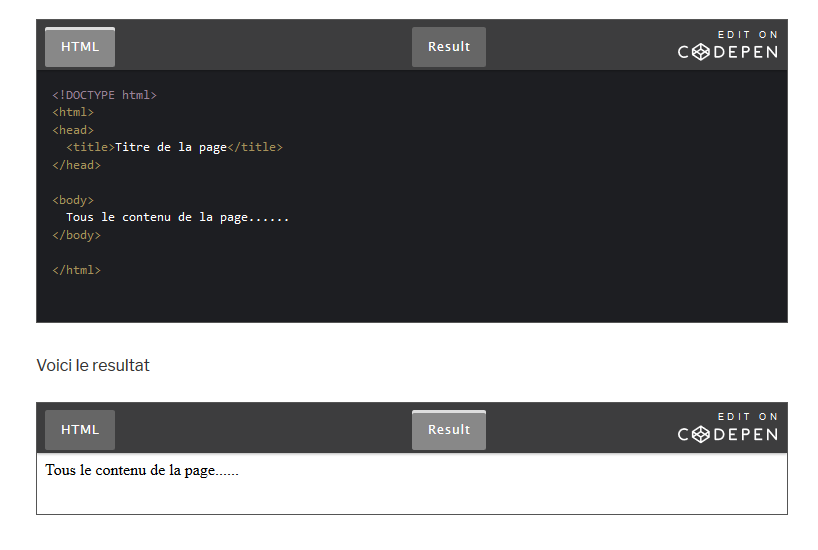 HTML
Result
EDIT ON
CODEPEN
<!DOCTYPE html>
<html>
<head>
  <title>Titre de la page</title>
</head>
<body>
  Tous le contenu de la page......
</body>
</html>
Voici le resultat
HTML
Result
EDIT ON
CODEPEN
Tous le contenu de la page......